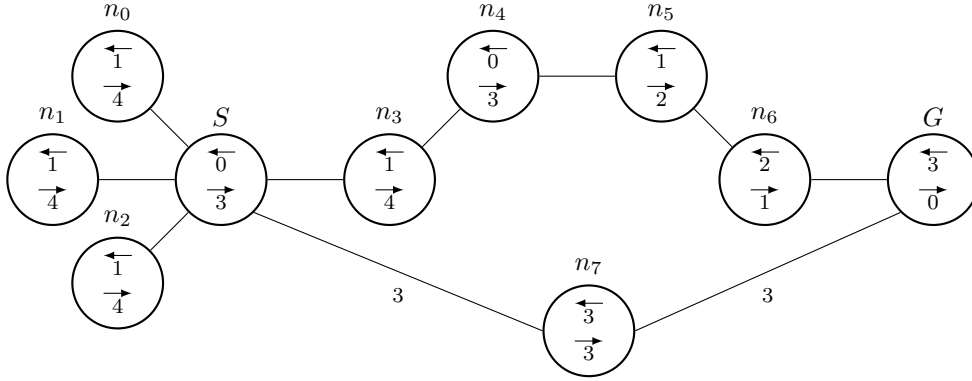 n₀
←1
→4
n₁
←1
→4
n₂
←1
→4
S
←0
→3
n₃
←1
→4
n₄
←0
→3
n₅
←1
→2
n₆
←2
→1
G
←3
→0
3
n₇
←3
→3
3